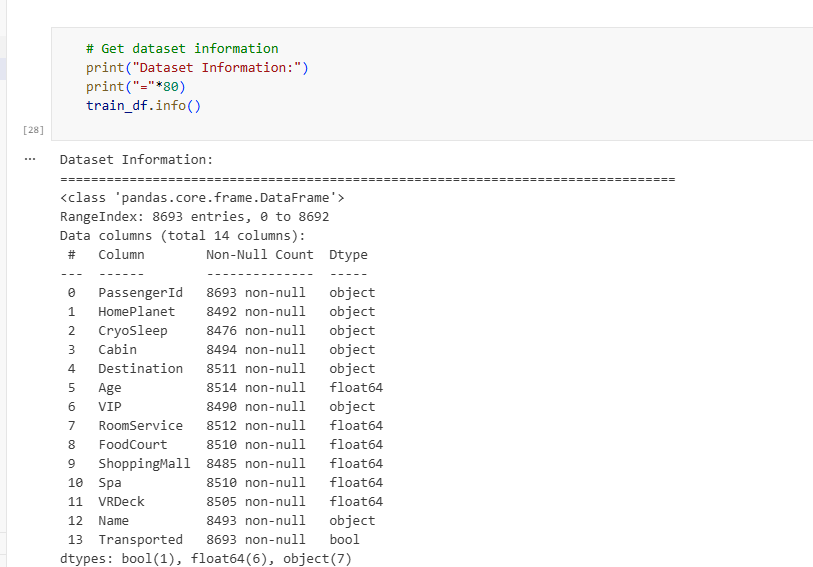 # Get dataset information
print("Dataset Information:")
print("="*80)
train_df.info()
[28]
... Dataset Information:
================================================================================
<class 'pandas.core.frame.DataFrame'>
RangeIndex: 8693 entries, 0 to 8692
Data columns (total 14 columns):
 #   Column        Non-Null Count  Dtype
---  ------        --------------  -----
 0   PassengerId   8693 non-null   object
 1   HomePlanet    8492 non-null   object
 2   CryoSleep     8476 non-null   object
 3   Cabin         8494 non-null   object
 4   Destination   8511 non-null   object
 5   Age           8514 non-null   float64
 6   VIP           8490 non-null   object
 7   RoomService   8512 non-null   float64
 8   FoodCourt     8510 non-null   float64
 9   ShoppingMall  8485 non-null   float64
 10  Spa           8510 non-null   float64
 11  VRDeck        8505 non-null   float64
 12  Name          8493 non-null   object
 13  Transported   8693 non-null   bool
dtypes: bool(1), float64(6), object(7)